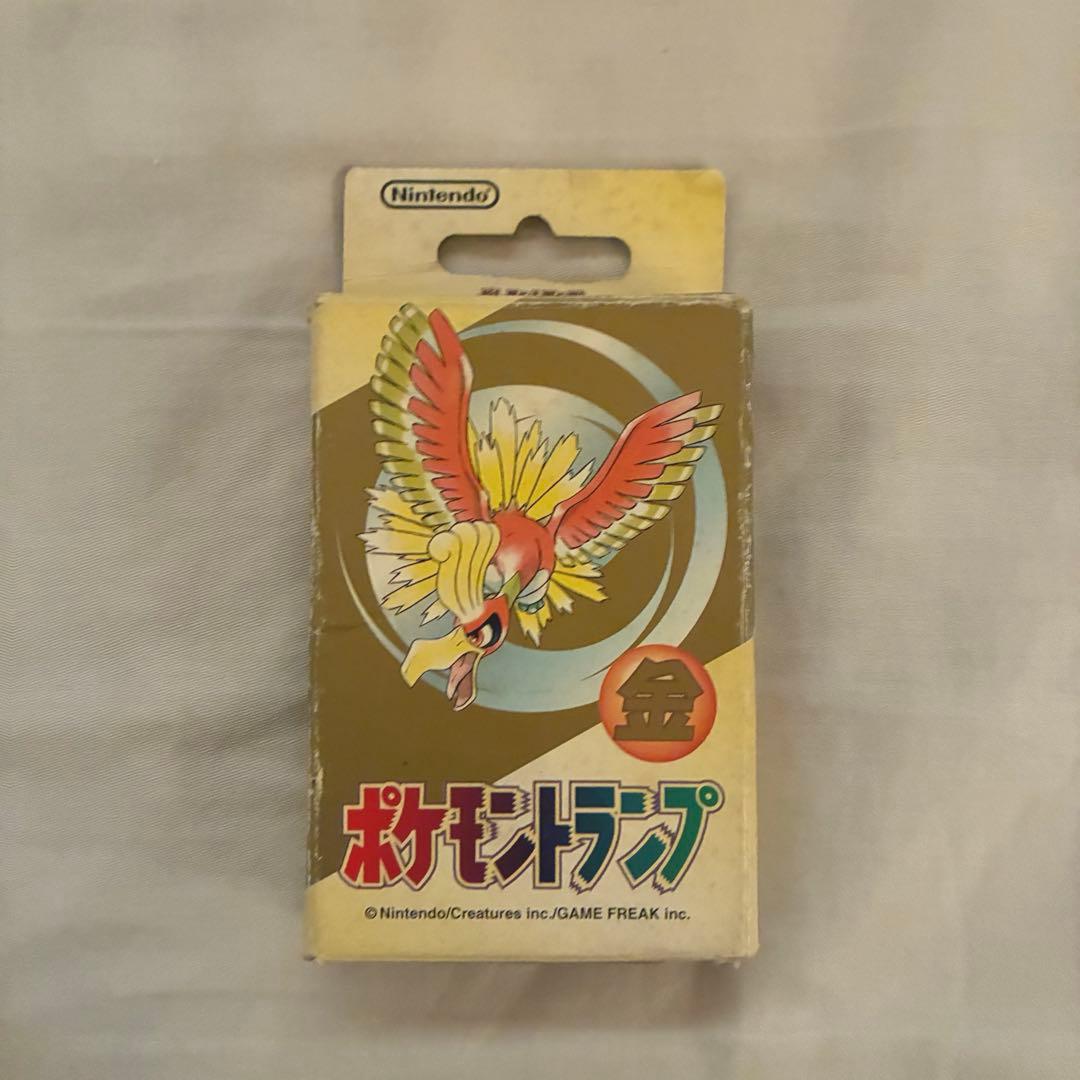 Nintendo
金
ポケモントランプ
© Nintendo/Creatures inc./GAME FREAK inc.